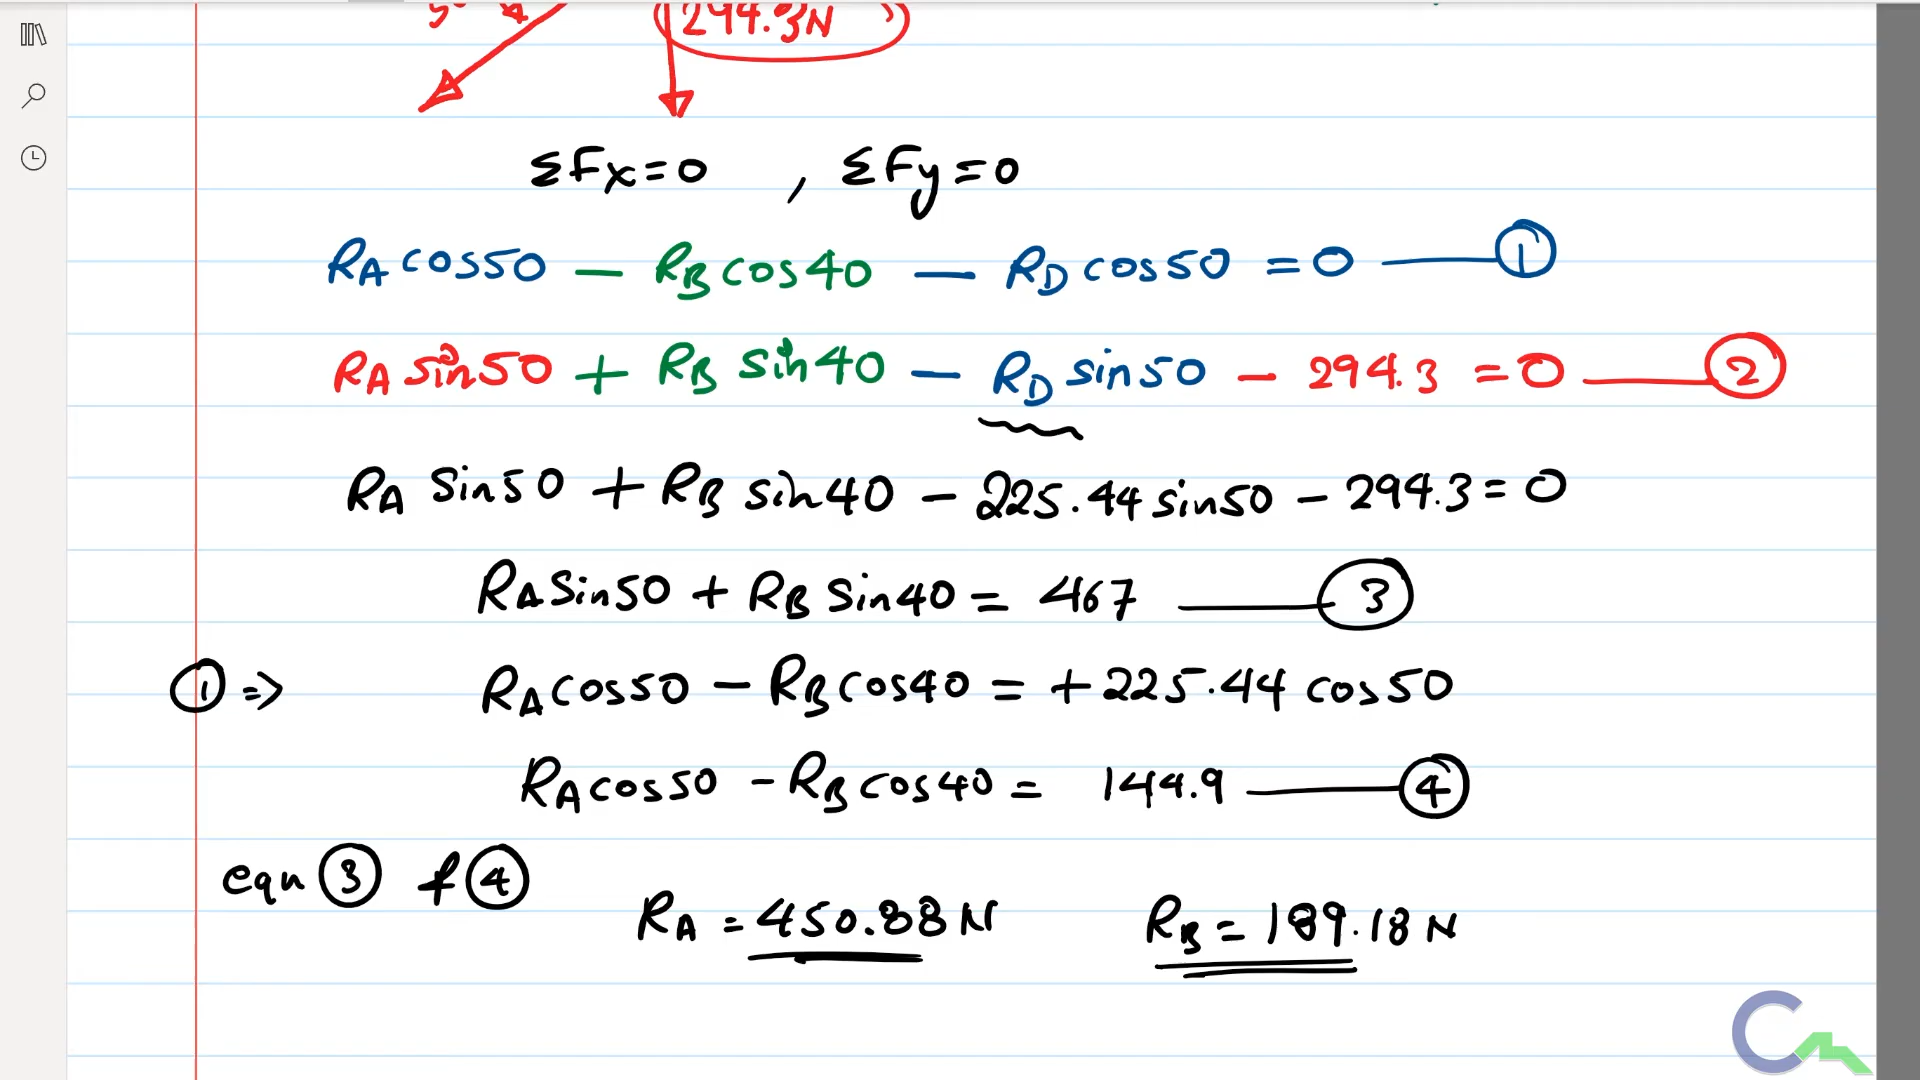 294.3N
ΣFx=0 , ΣFy=0
RA cos50 − RB cos40 − RD cos50 = 0 — ①
RA sin50 + RB sin40 − RD sin50 − 294.3 = 0 — ②
RA sin50 + RB sin40 − 225.44 sin50 − 294.3 = 0
RA sin50 + RB sin40 = 467 — ③
① => RA cos50 − RB cos40 = +225.44 cos50
RA cos50 − RB cos40 = 144.9 — ④
eqn ③ & ④
RA = 450.88N RB = 189.18N